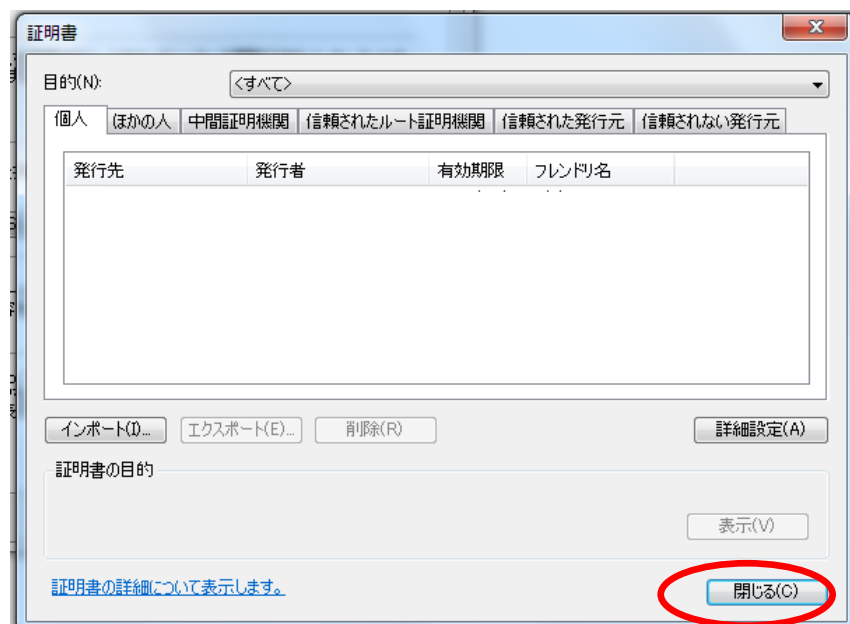 証明書
目的(N):
<すべて>
個人 ほかの人 中間証明機関 信頼されたルート証明機関 信頼された発行元 信頼されない発行元
発行先 発行者 有効期限 フレンドリ名
インポート(I)... エクスポート(E)... 削除(R) 詳細設定(A)
証明書の目的
表示(V)
証明書の詳細について表示します。
閉じる(C)